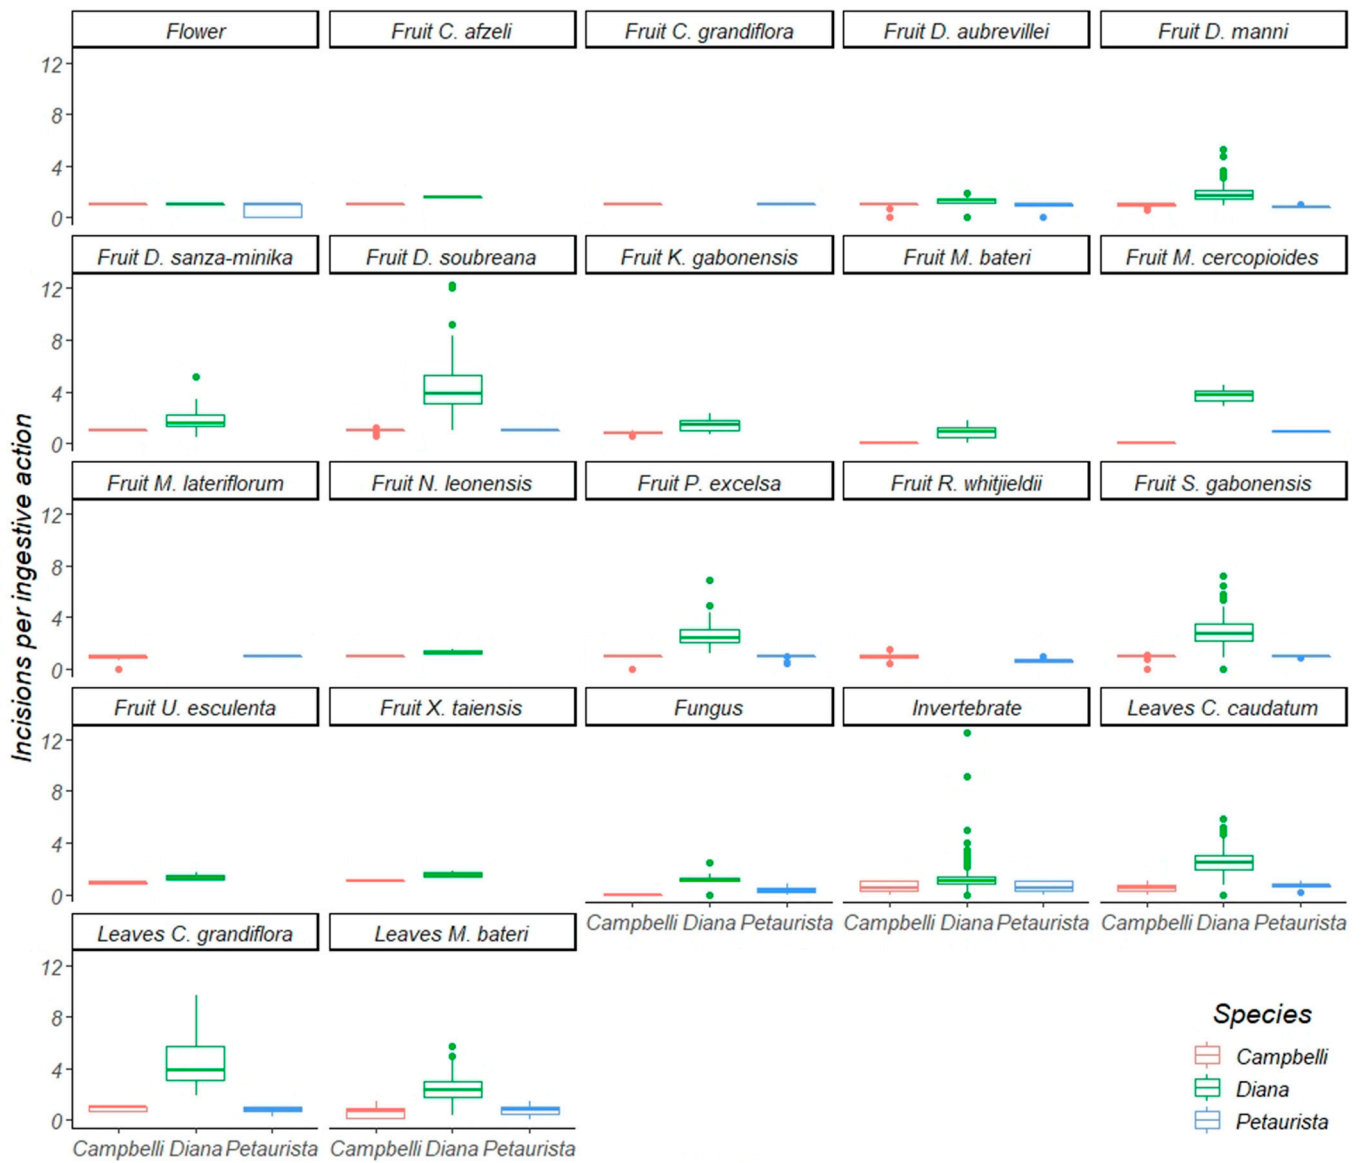 Flower Fruit C. afzeli Fruit C. grandiflora Fruit D. aubrevillei Fruit D. manni
12
8
4
0
Fruit D. sanza-minika Fruit D. soubreana Fruit K. gabonensis Fruit M. bateri Fruit M. cercopioides
12
8
4
0
Incisions per ingestive action
Fruit M. lateriflorum Fruit N. leonensis Fruit P. excelsa Fruit R. whitjieldii Fruit S. gabonensis
12
8
4
0
Fruit U. esculenta Fruit X. taiensis Fungus Invertebrate Leaves C. caudatum
12
8
4
0
Campbelli Diana Petaurista Campbelli Diana Petaurista Campbelli Diana Petaurista
Leaves C. grandiflora Leaves M. bateri
12
8
4
0
Campbelli Diana Petaurista Campbelli Diana Petaurista
Species
Campbelli
Diana
Petaurista